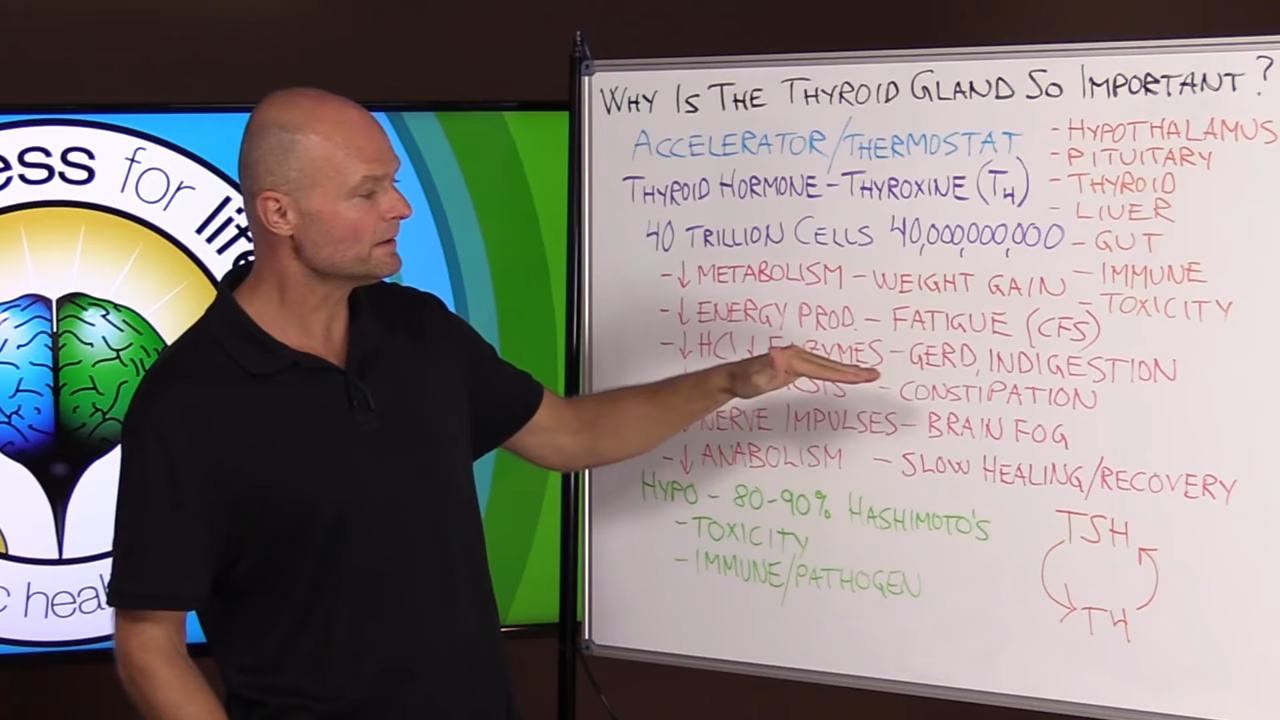 WHY IS THE THYROID GLAND SO IMPORTANT?
ACCELERATOR/THERMOSTAT
THYROID HORMONE - THYROXINE (T4)
40 TRILLION CELLS 40,000,000,000
- ↓ METABOLISM - WEIGHT GAIN
- ↓ ENERGY PROD. - FATIGUE (CFS)
- ↓ HCl ↓ - GERD, INDIGESTION
- CONSTIPATION
NERVE IMPULSES - BRAIN FOG
- ↓ ANABOLISM - SLOW HEALING/RECOVERY
HYPO - 80-90% HASHIMOTO'S
- TOXICITY
- IMMUNE/PATHOGEN
- HYPOTHALAMUS
- PITUITARY
- THYROID
- LIVER
- GUT
- IMMUNE
- TOXICITY
TSH
T4
ess for life
c heal